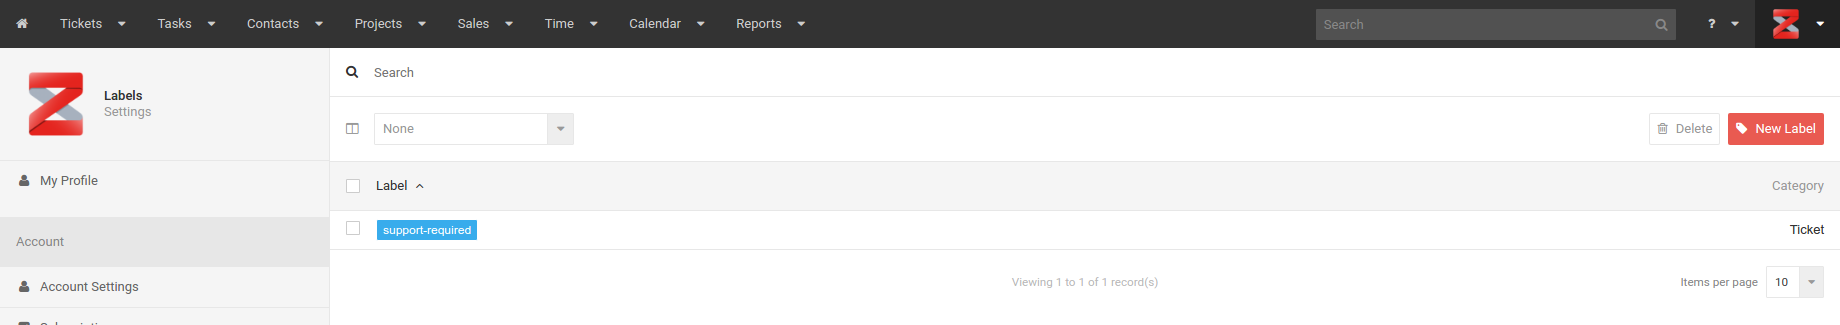 Tickets Tasks Contacts Projects Sales Time Calendar Reports Search ?
Labels
Settings
My Profile
Account
Account Settings
Search
None Delete New Label
Label Category
support-required Ticket
Viewing 1 to 1 of 1 record(s) Items per page 10